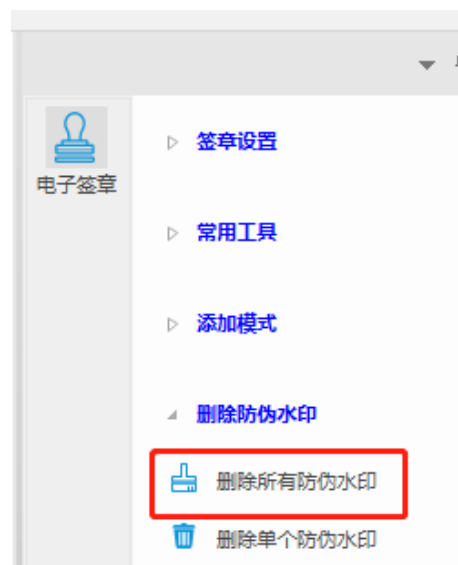 电子签章
签章设置
常用工具
添加模式
删除防伪水印
删除所有防伪水印
删除单个防伪水印